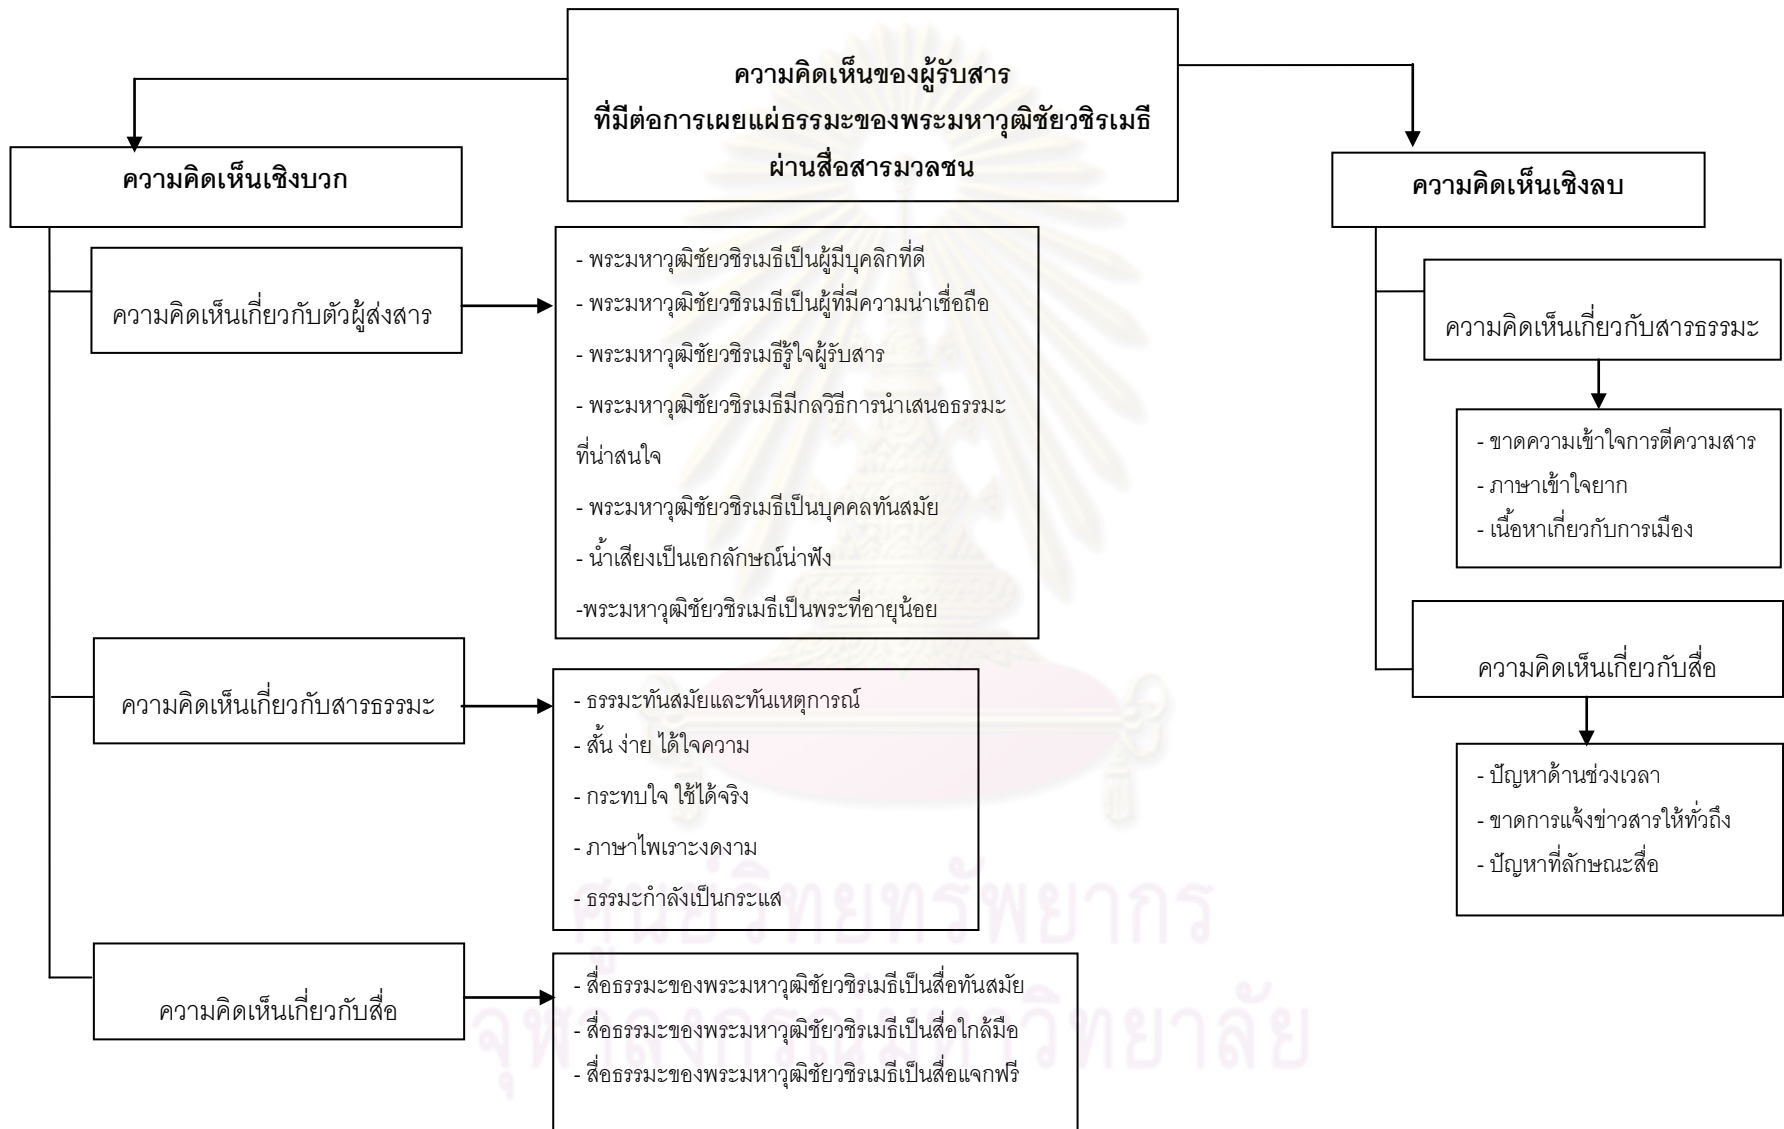 ความคิดเห็นของผู้รับสาร
ที่มีต่อการเผยแผ่ธรรมะของพระมหาวุฒิชัยวชิรเมธี
ผ่านสื่อสารมวลชน
ความคิดเห็นเชิงบวก
ความคิดเห็นเกี่ยวกับตัวผู้ส่งสาร
- พระมหาวุฒิชัยวชิรเมธีเป็นผู้มีบุคลิกที่ดี
- พระมหาวุฒิชัยวชิรเมธีเป็นผู้ที่มีความน่าเชื่อถือ
- พระมหาวุฒิชัยวชิรเมธีรู้ใจผู้รับสาร
- พระมหาวุฒิชัยวชิรเมธีมีกลวิธีการนำเสนอธรรมะ
ที่น่าสนใจ
- พระมหาวุฒิชัยวชิรเมธีเป็นบุคคลทันสมัย
- น้ำเสียงเป็นเอกลักษณ์น่าฟัง
-พระมหาวุฒิชัยวชิรเมธีเป็นพระที่อายุน้อย
ความคิดเห็นเกี่ยวกับสารธรรมะ
- ธรรมะทันสมัยและทันเหตุการณ์
- สั้น ง่าย ได้ใจความ
- กระทบใจ ใช้ได้จริง
- ภาษาไพเราะงดงาม
- ธรรมะกำลังเป็นกระแส
ความคิดเห็นเกี่ยวกับสื่อ
- สื่อธรรมะของพระมหาวุฒิชัยวชิรเมธีเป็นสื่อทันสมัย
- สื่อธรรมะของพระมหาวุฒิชัยวชิรเมธีเป็นสื่อใกล้มือ
- สื่อธรรมะของพระมหาวุฒิชัยวชิรเมธีเป็นสื่อแจกฟรี
ความคิดเห็นเชิงลบ
ความคิดเห็นเกี่ยวกับสารธรรมะ
- ขาดความเข้าใจการตีความสาร
- ภาษาเข้าใจยาก
- เนื้อหาเกี่ยวกับการเมือง
ความคิดเห็นเกี่ยวกับสื่อ
- ปัญหาด้านช่วงเวลา
- ขาดการแจ้งข่าวสารให้ทั่วถึง
- ปัญหาที่ลักษณะสื่อ
ศูนย์วิทยทรัพยากร
จุฬาลงกรณ์มหาวิทยาลัย